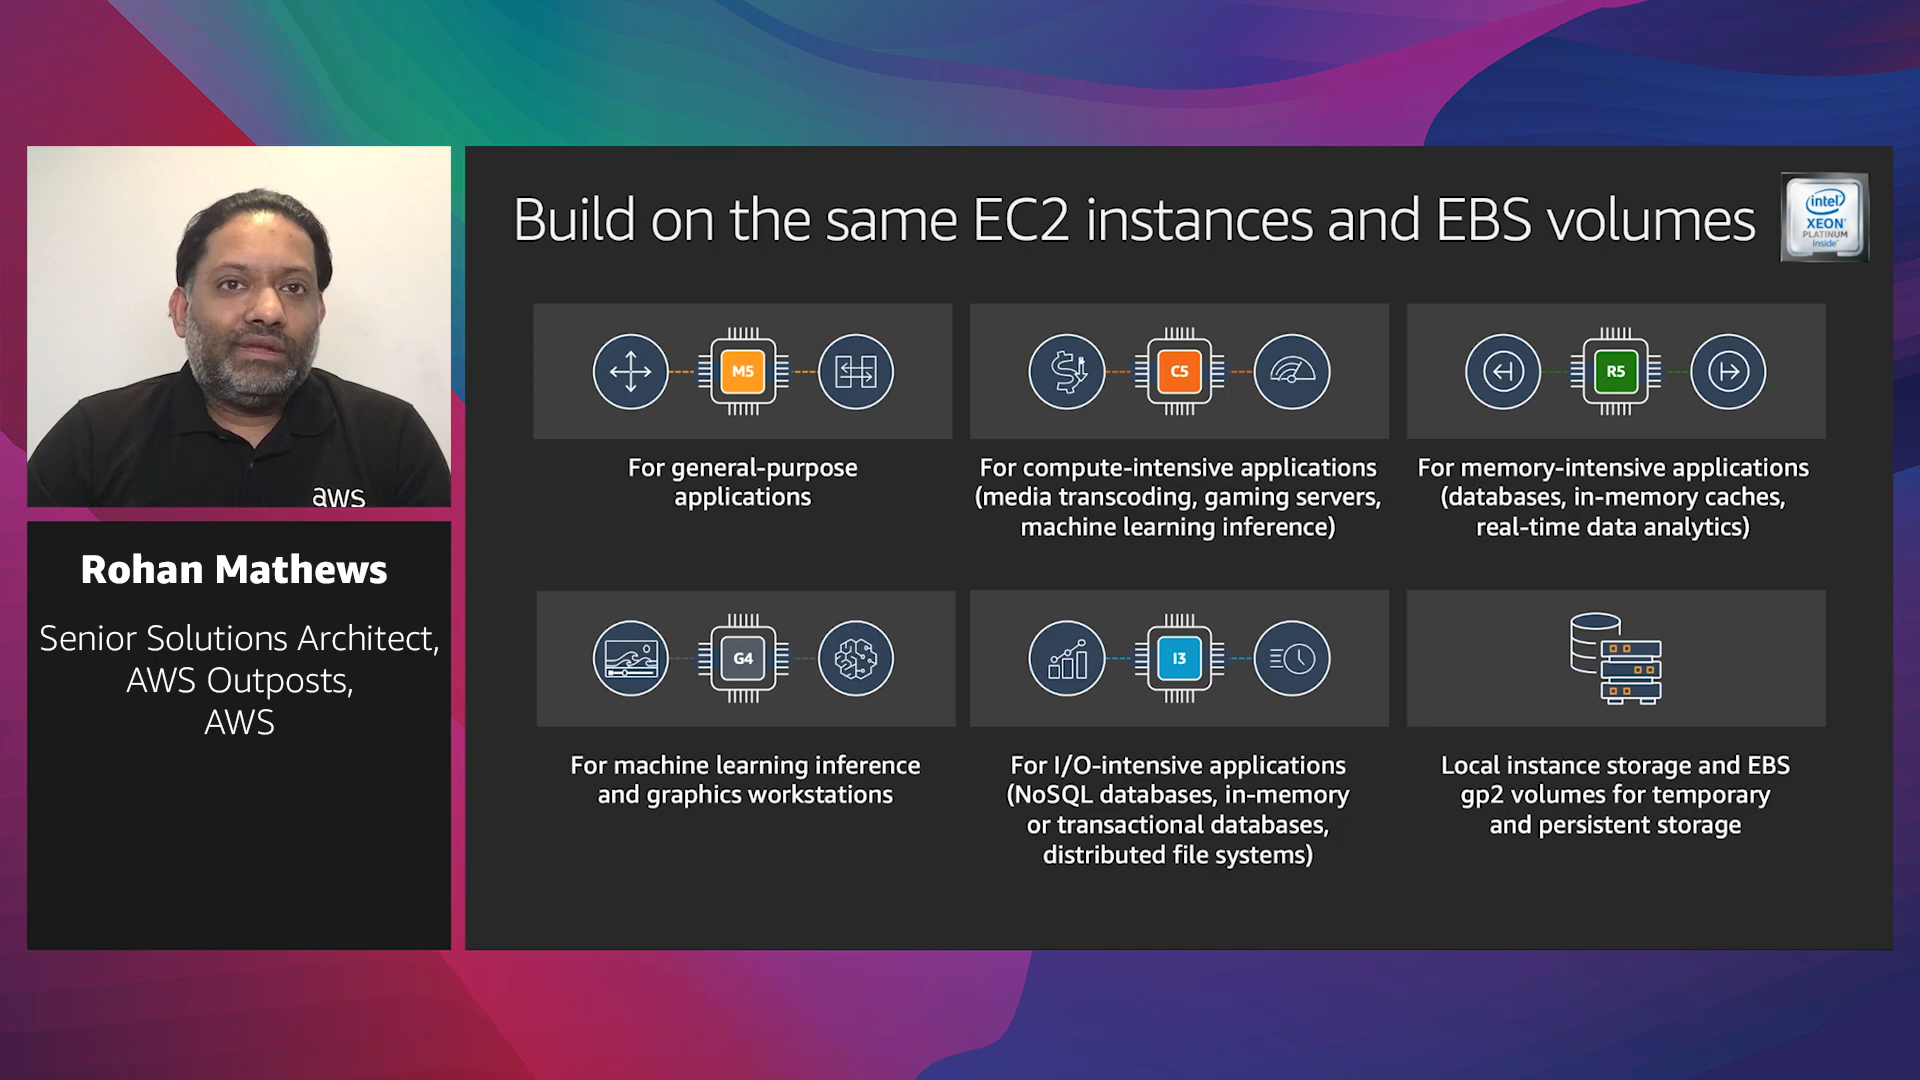 Build on the same EC2 instances and EBS volumes
intel
XEON
PLATINUM
inside
M5
C5
R5
For general-purpose
applications
For compute-intensive applications
(media transcoding, gaming servers,
machine learning inference)
For memory-intensive applications
(databases, in-memory caches,
real-time data analytics)
G4
I3
For machine learning inference
and graphics workstations
For I/O-intensive applications
(NoSQL databases, in-memory
or transactional databases,
distributed file systems)
Local instance storage and EBS
gp2 volumes for temporary
and persistent storage
aws
Rohan Mathews
Senior Solutions Architect,
AWS Outposts,
AWS